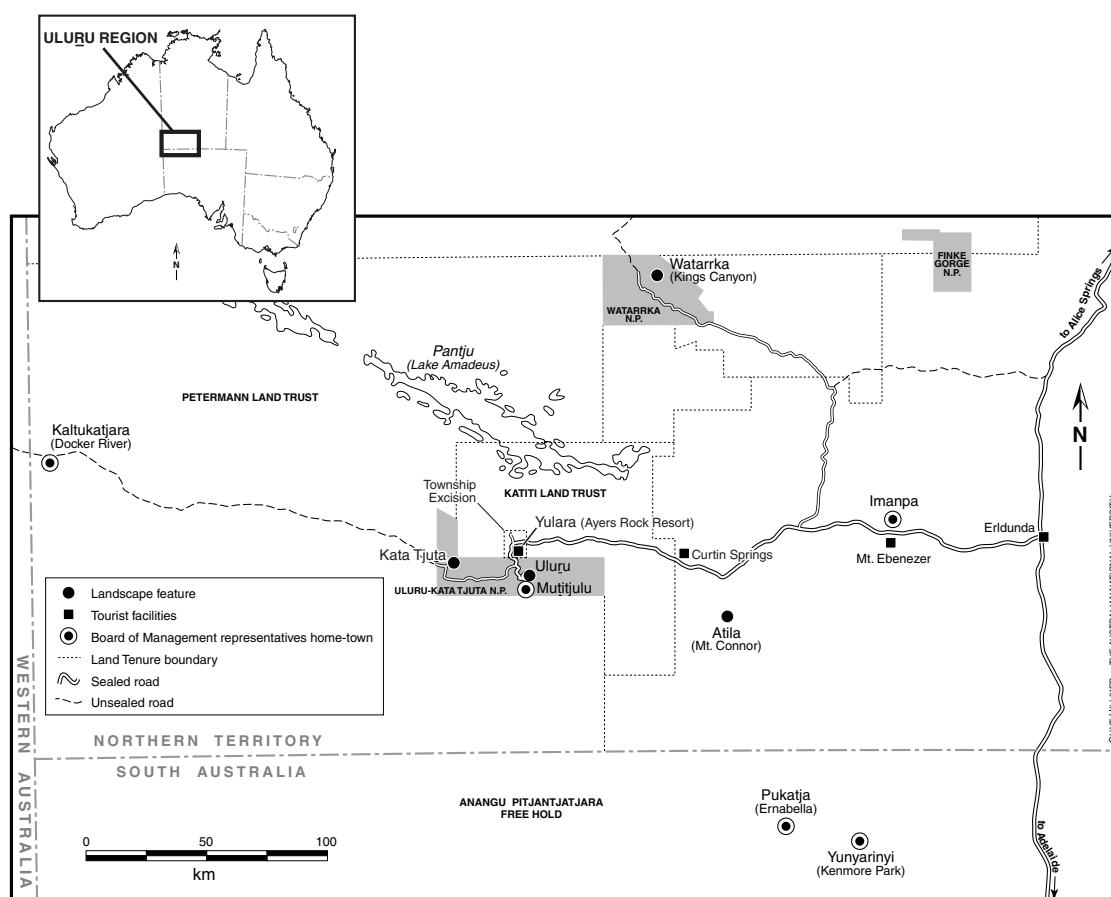 ULUṞU REGION
N
Watarrka
(Kings Canyon)
WATARRKA
N.P.
FINKE
GORGE
N.P.
to Alice Springs
Pantju
(Lake Amadeus)
PETERMANN LAND TRUST
Kaltukatjara
(Docker River)
N
KATITI LAND TRUST
Township
Excision
Imanpa
Yulara (Ayers Rock Resort)
Erldunda
Kata Tjuta
Curtin Springs
Mt. Ebenezer
Uluṟu
ULURU-KATA TJUTA N.P.
Muṯitjulu
Landscape feature
Tourist facilities
Board of Management representatives home-town
Land Tenure boundary
Sealed road
Unsealed road
Atila
(Mt. Connor)
WESTERN AUSTRALIA
NORTHERN TERRITORY
SOUTH AUSTRALIA
ANANGU PITJANTJATJARA
FREE HOLD
Pukatja
(Ernabella)
Yunyarinyi
(Kenmore Park)
to Adelaide
0 50 100
km